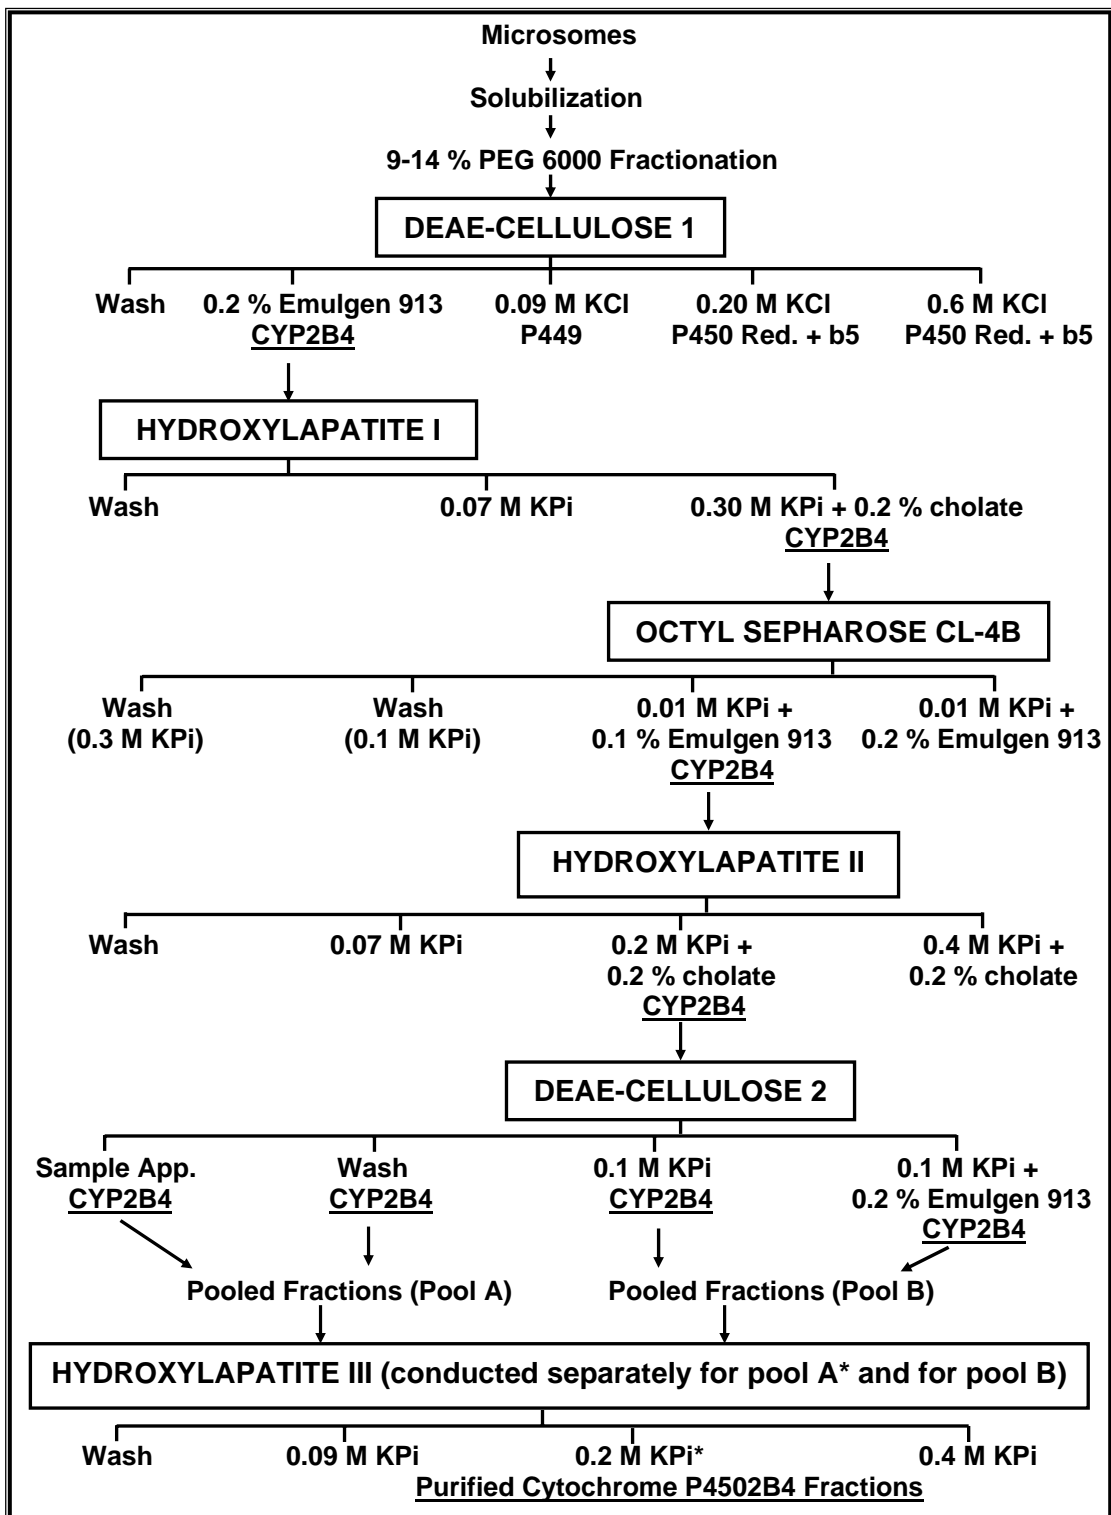 Microsomes
Solubilization
9-14 % PEG 6000 Fractionation
DEAE-CELLULOSE 1
Wash 0.2 % Emulgen 913 0.09 M KCl 0.20 M KCl 0.6 M KCl
CYP2B4 P449 P450 Red. + b5 P450 Red. + b5
HYDROXYLAPATITE I
Wash 0.07 M KPi 0.30 M KPi + 0.2 % cholate
CYP2B4
OCTYL SEPHAROSE CL-4B
Wash Wash 0.01 M KPi + 0.01 M KPi +
(0.3 M KPi) (0.1 M KPi) 0.1 % Emulgen 913 0.2 % Emulgen 913
CYP2B4
HYDROXYLAPATITE II
Wash 0.07 M KPi 0.2 M KPi + 0.4 M KPi +
0.2 % cholate 0.2 % cholate
CYP2B4
DEAE-CELLULOSE 2
Sample App. Wash 0.1 M KPi 0.1 M KPi +
CYP2B4 CYP2B4 CYP2B4 0.2 % Emulgen 913
CYP2B4
Pooled Fractions (Pool A) Pooled Fractions (Pool B)
HYDROXYLAPATITE III (conducted separately for pool A* and for pool B)
Wash 0.09 M KPi 0.2 M KPi* 0.4 M KPi
Purified Cytochrome P4502B4 Fractions